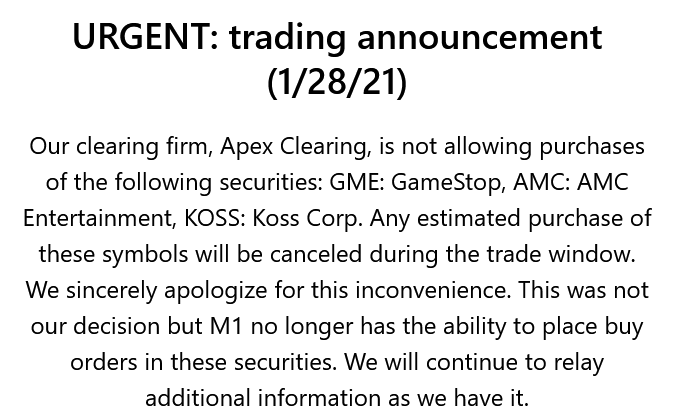 URGENT: trading announcement
(1/28/21)
Our clearing firm, Apex Clearing, is not allowing purchases
of the following securities: GME: GameStop, AMC: AMC
Entertainment, KOSS: Koss Corp. Any estimated purchase of
these symbols will be canceled during the trade window.
We sincerely apologize for this inconvenience. This was not
our decision but M1 no longer has the ability to place buy
orders in these securities. We will continue to relay
additional information as we have it.